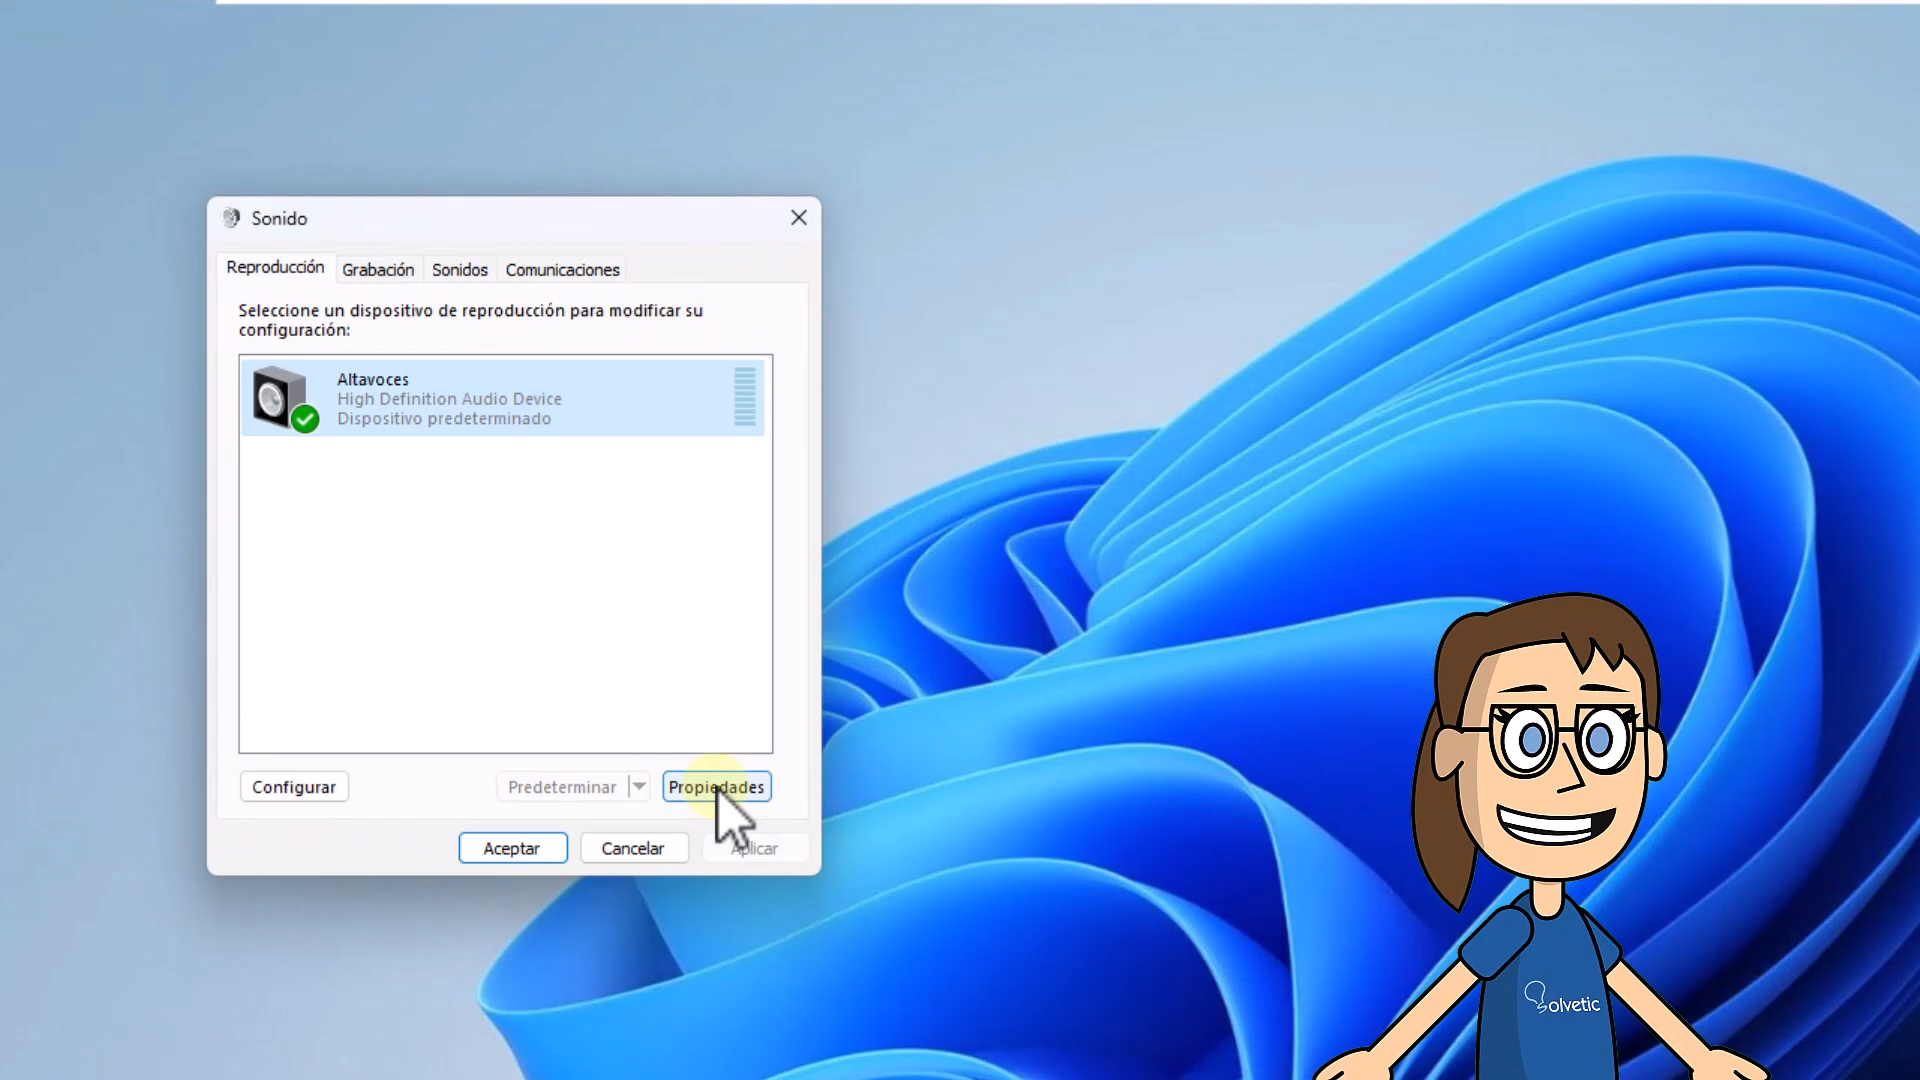 Sonido
Reproducción
Grabación
Sonidos
Comunicaciones
Seleccione un dispositivo de reproducción para modificar su
configuración:
Altavoces
High Definition Audio Device
Dispositivo predeterminado
Configurar
Predeterminar
Propiedades
Aceptar
Cancelar
Aplicar
Solvetic